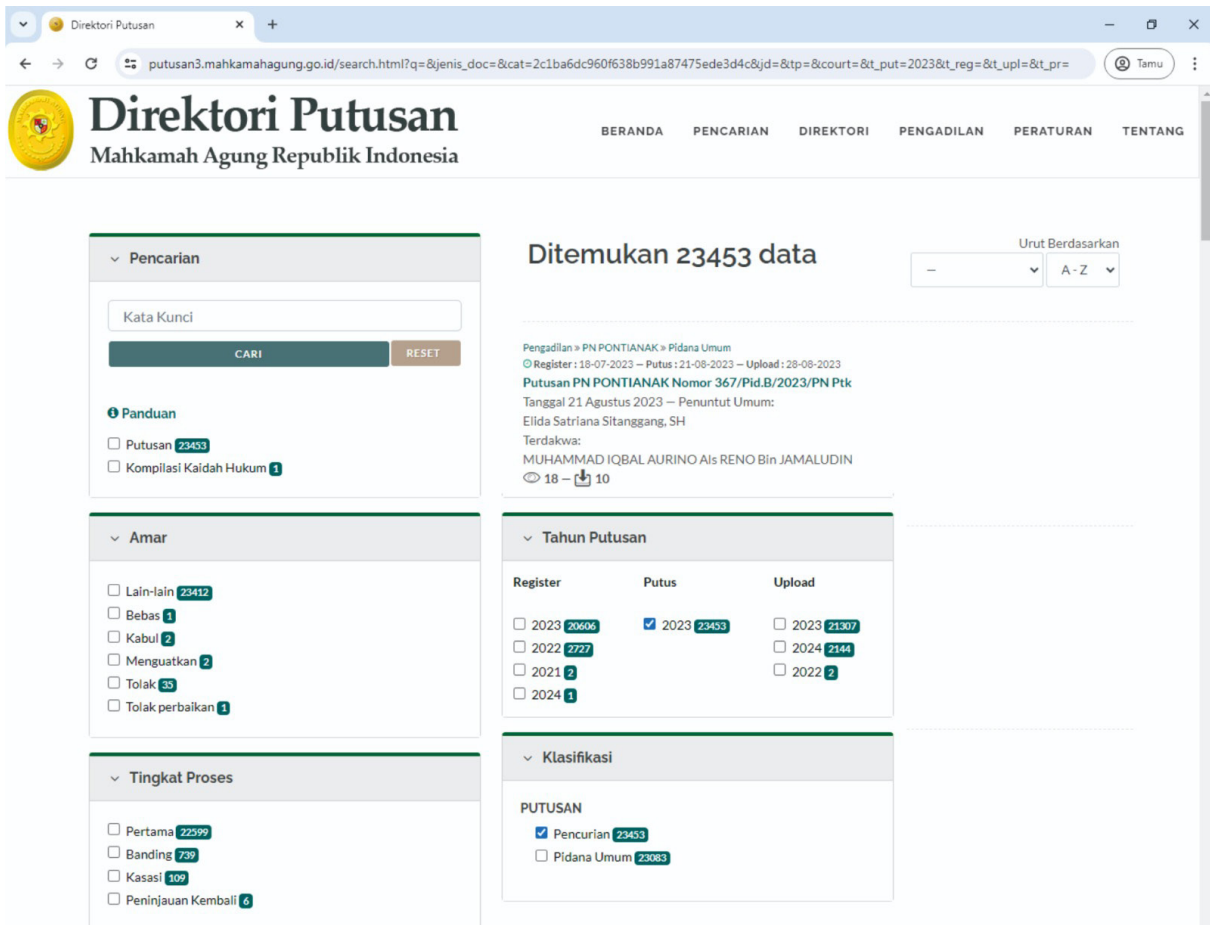 Direktori Putusan
putusan3.mahkamahagung.go.id/search.html?q=&jenis_doc=&cat=2c1ba6dc960f638b991a87475ede3d4c&jd=&tp=&court=&t_put=2023&t_reg=&t_upl=&t_pr=
Tamu
Direktori Putusan
Mahkamah Agung Republik Indonesia
BERANDA PENCARIAN DIREKTORI PENGADILAN PERATURAN TENTANG
Pencarian
Kata Kunci
CARI RESET
Panduan
Putusan 23453
Kompilasi Kaidah Hukum 1
Ditemukan 23453 data
Urut Berdasarkan
-- A - Z
Pengadilan » PN PONTIANAK » Pidana Umum
Register : 18-07-2023 — Putus : 21-08-2023 — Upload : 28-08-2023
Putusan PN PONTIANAK Nomor 367/Pid.B/2023/PN Ptk
Tanggal 21 Agustus 2023 — Penuntut Umum:
Elida Satriana Sitanggang, SH
Terdakwa:
MUHAMMAD IQBAL AURINO Als RENO Bin JAMALUDIN
18 — 10
Amar
Lain-lain 23412
Bebas 1
Kabul 2
Menguatkan 2
Tolak 35
Tolak perbaikan 1
Tahun Putusan
Register Putus Upload
2023 20606 2023 23453 2023 21307
2022 2727 2024 2144
2021 2 2022 2
2024 1
Tingkat Proses
Pertama 22599
Banding 739
Kasasi 109
Peninjauan Kembali 6
Klasifikasi
PUTUSAN
Pencurian 23453
Pidana Umum 23083